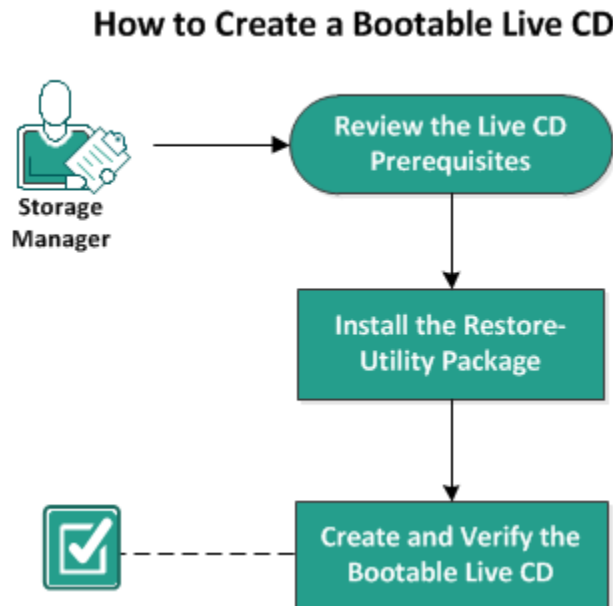 How to Create a Bootable Live CD
Review the Live CD
Prerequisites
Storage
Manager
Install the Restore-
Utility Package
Create and Verify the
Bootable Live CD